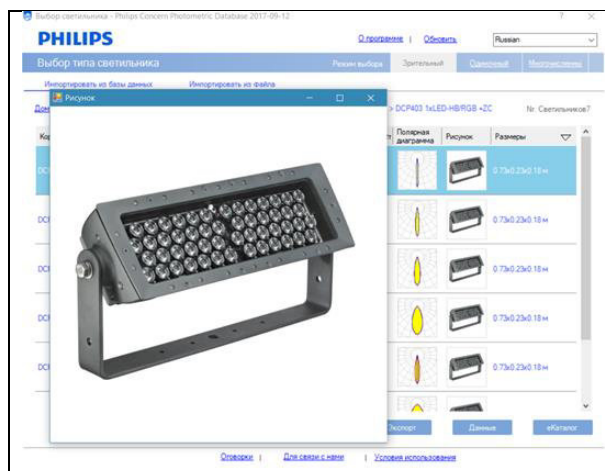 Выбор светильника - Philips Concern Photometric Database 2017-09-12
PHILIPS
О программе | Обновить Russian
Выбор типа светильника Режим выбора Зрительный Одиночный
Импортировать из базы данных Импортировать из файла
> DCP403 1xLED-HB/RGB +ZC № Светильников7
Рисунок
Полярная диаграмма Рисунок Размеры
0.73x0.23x0.18 м
0.73x0.23x0.18 м
0.73x0.23x0.18 м
0.73x0.23x0.18 м
0.73x0.23x0.18 м
Экспорт Данные еКаталог
Оговорки | Для связи с нами | Условия использования